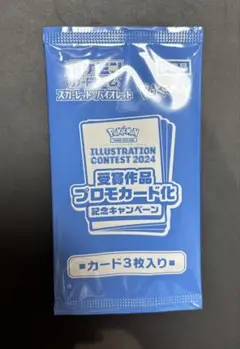 スカーレット&バイオレット
Pokémon
ILLUSTRATION
CONTEST 2024
受賞作品
プロモカード化
記念キャンペーン
■カード3枚入り■